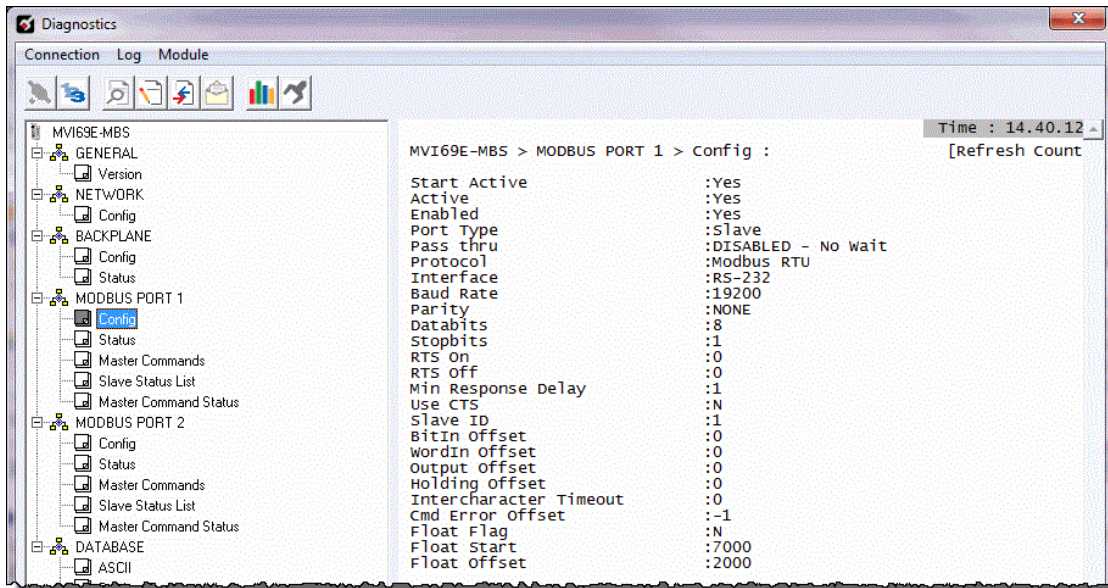 Diagnostics
Connection Log Module
MVI69E-MBS
GENERAL
Version
NETWORK
Config
BACKPLANE
Config
Status
MODBUS PORT 1
Config
Status
Master Commands
Slave Status List
Master Command Status
MODBUS PORT 2
Config
Status
Master Commands
Slave Status List
Master Command Status
DATABASE
ASCII
Time : 14.40.12
MVI69E-MBS > MODBUS PORT 1 > Config : [Refresh Count
Start Active :Yes
Active :Yes
Enabled :Yes
Port Type :Slave
Pass thru :DISABLED - No Wait
Protocol :Modbus RTU
Interface :RS-232
Baud Rate :19200
Parity :NONE
Databits :8
Stopbits :1
RTS On :0
RTS Off :0
Min Response Delay :1
Use CTS :N
Slave ID :1
BitIn Offset :0
WordIn Offset :0
Output Offset :0
Holding Offset :0
Intercharacter Timeout :0
Cmd Error Offset :-1
Float Flag :N
Float Start :7000
Float Offset :2000